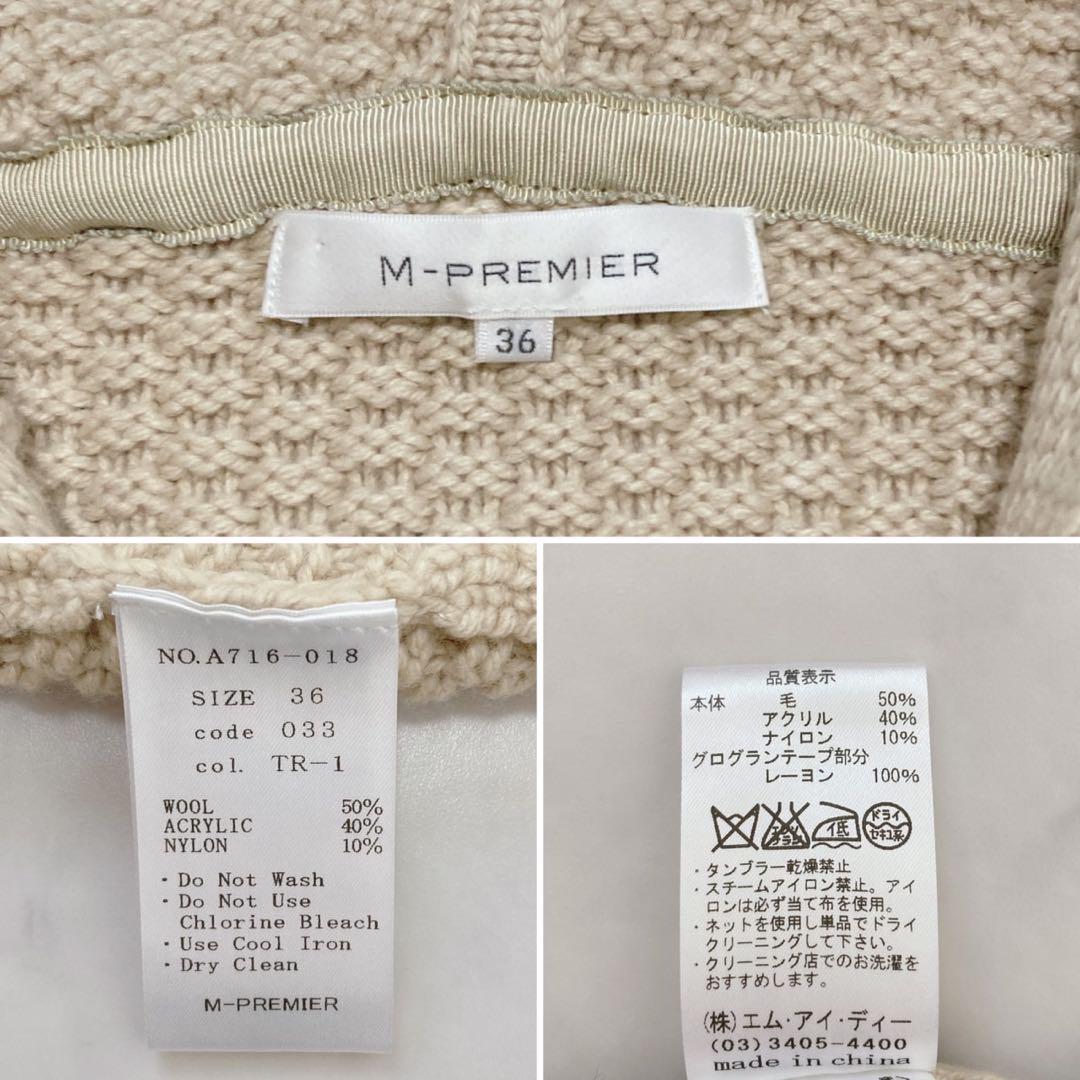 M-PREMIER
36
NO.A716-018
SIZE 36
code 033
col. TR-1
WOOL 50%
ACRYLIC 40%
NYLON 10%
・Do Not Wash
・Do Not Use
Chlorine Bleach
・Use Cool Iron
・Dry Clean
M-PREMIER
品質表示
本体 毛 50%
アクリル 40%
ナイロン 10%
グログランテープ部分
レーヨン 100%
低 ドライ
セキユ系
・タンブラー乾燥禁止
・スチームアイロン禁止。アイ
ロンは必ず当て布を使用。
・ネットを使用し単品でドライ
クリーニングして下さい。
・クリーニング店でのお洗濯を
おすすめします。
(株)エム・アイ・ディー
(03)3405-4400
made in china